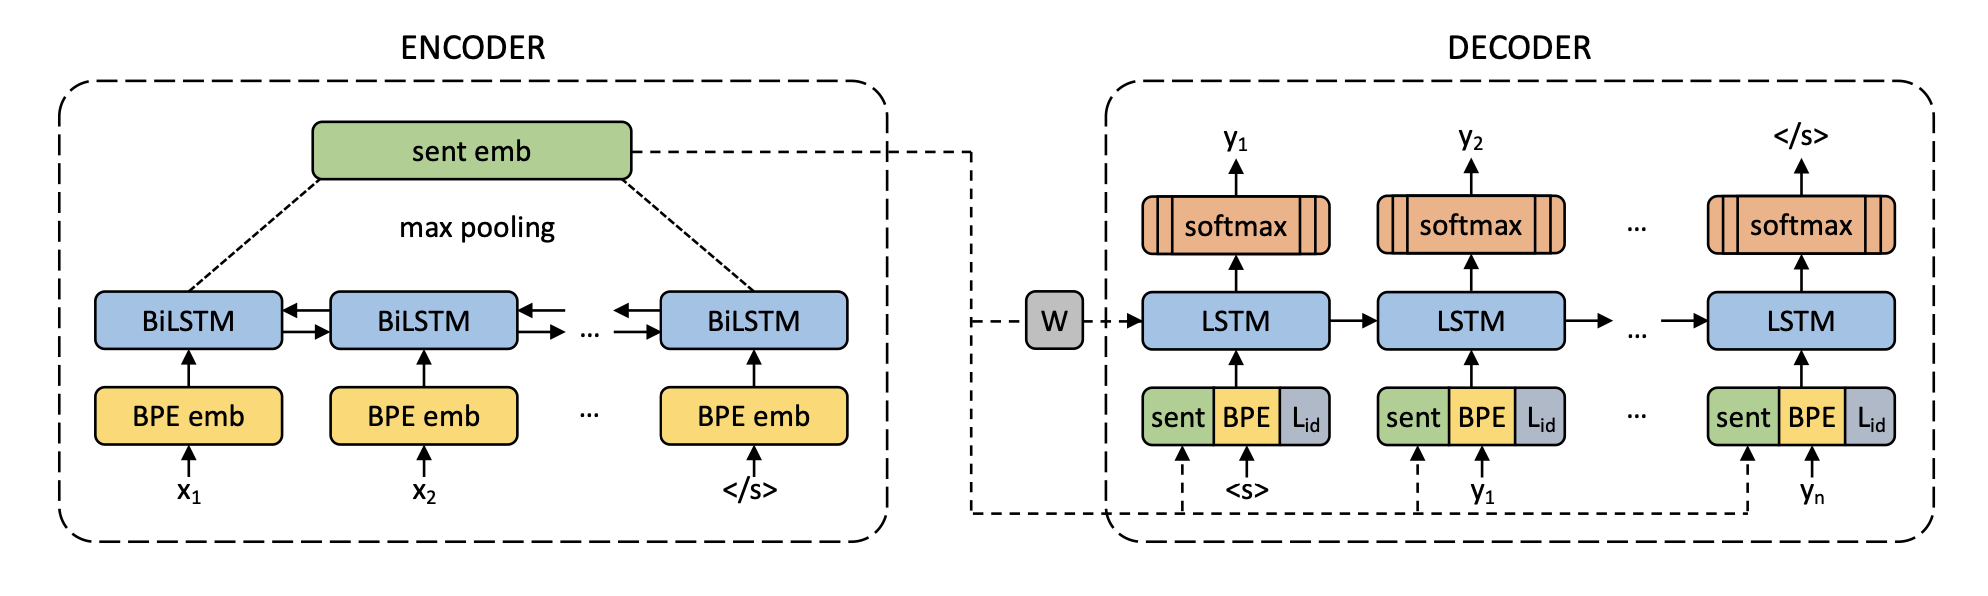 ENCODER
DECODER
sent emb
y1
y2
</s>
max pooling
softmax
softmax
...
softmax
BiLSTM
BiLSTM
...
BiLSTM
W
LSTM
LSTM
...
LSTM
BPE emb
BPE emb
...
BPE emb
sent BPE Lid
sent BPE Lid
...
sent BPE Lid
x1
x2
</s>
<s>
y1
yn